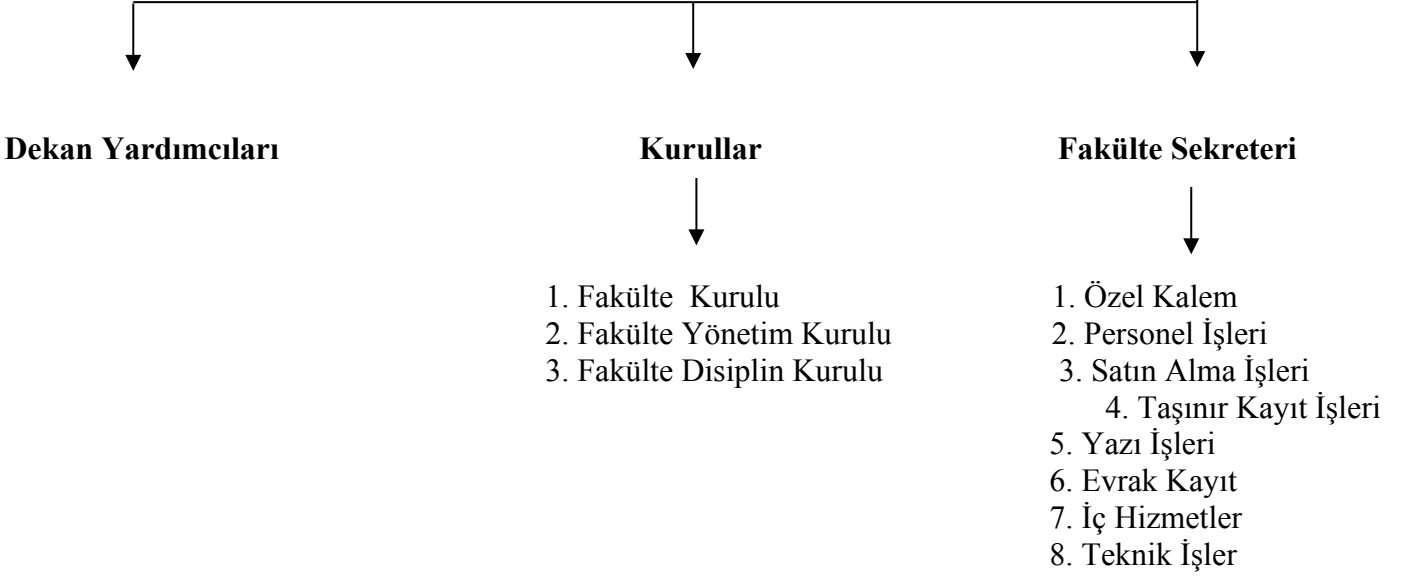 Dekan Yardımcıları
Kurullar
Fakülte Sekreteri
1. Fakülte Kurulu
2. Fakülte Yönetim Kurulu
3. Fakülte Disiplin Kurulu
1. Özel Kalem
2. Personel İşleri
3. Satın Alma İşleri
4. Taşınır Kayıt İşleri
5. Yazı İşleri
6. Evrak Kayıt
7. İç Hizmetler
8. Teknik İşler